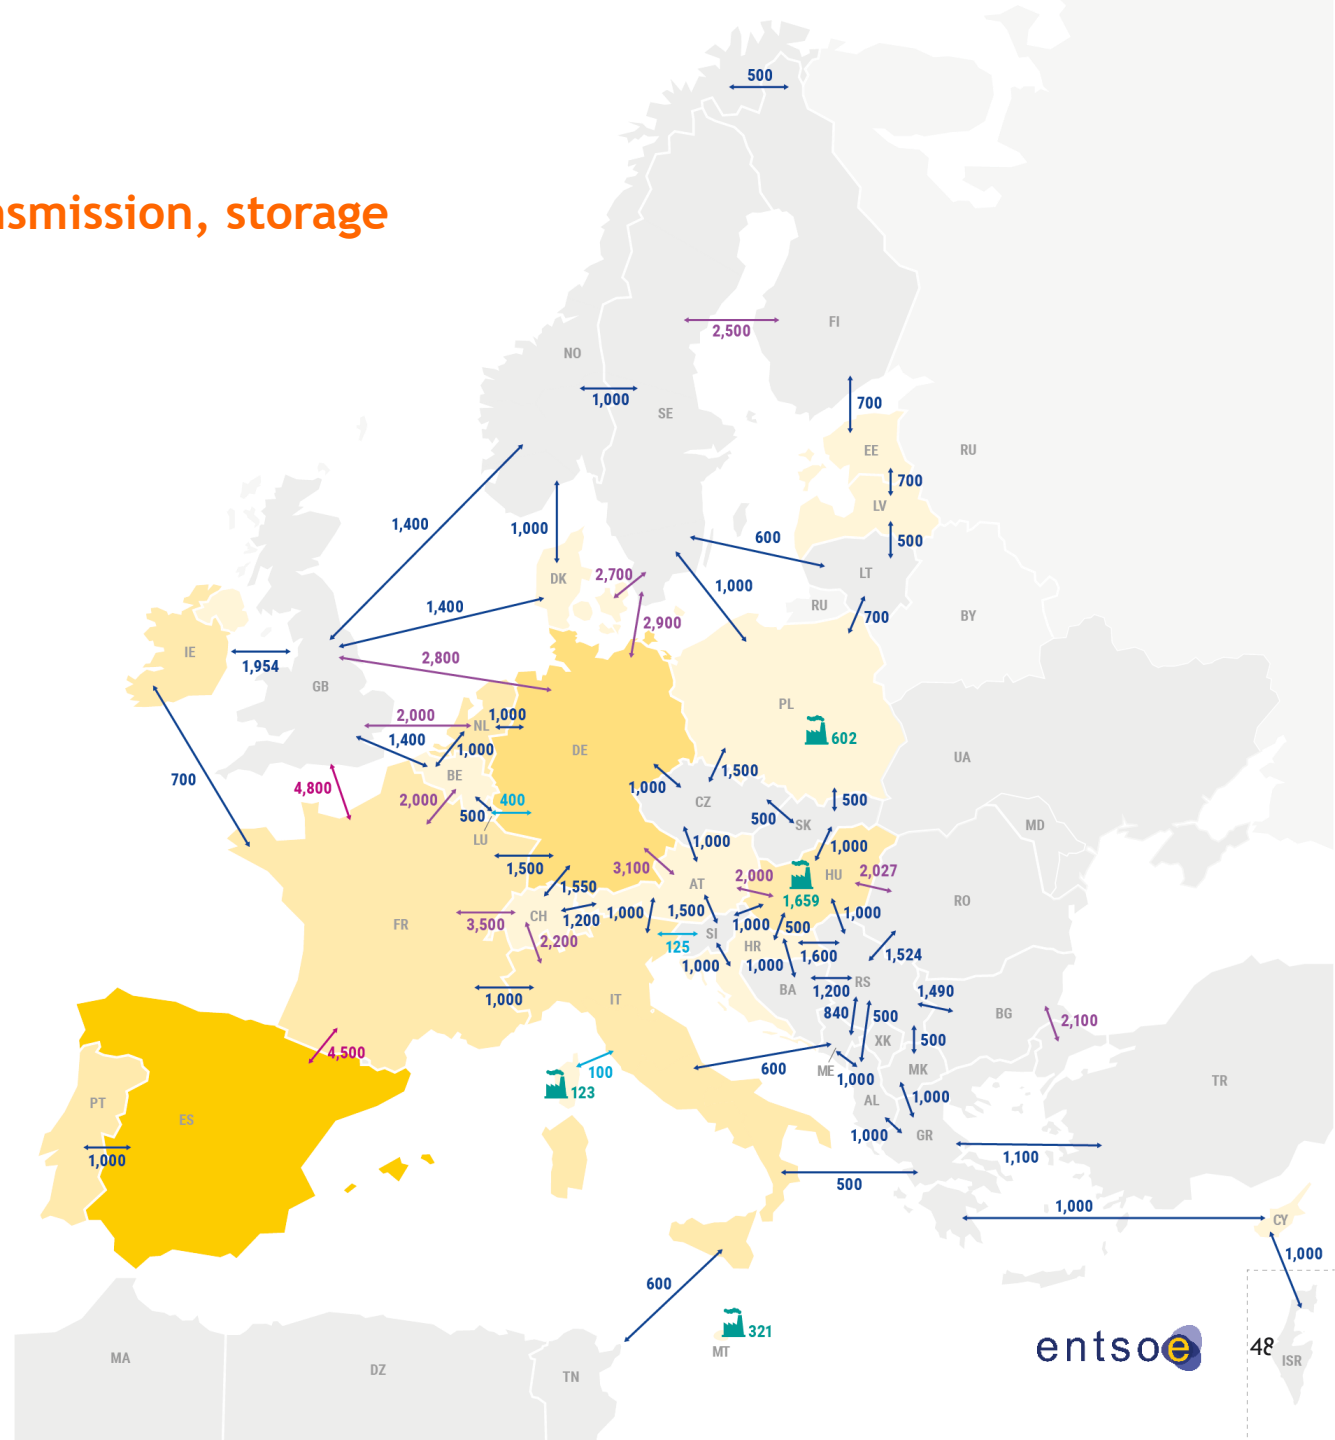 500
nsmission, storage
2,500
FI
NO
1,000
SE
700
EE
RU
700
LV
1,400
1,000
600
500
DK
2,700
1,000
LT
RU
BY
1,400
700
2,900
IE
1,954
2,800
GB
PL
2,000
NL
1,000
602
1,400
1,000
DE
UA
700
4,800
BE
1,500
1,000
CZ
2,000
400
500
500
500
SK
MD
LU
1,000
1,000
1,500
3,100
2,027
1,550
AT
2,000
HU
1,659
RO
FR
3,500
CH
1,200
1,000
1,500
1,000
500
1,000
2,200
125
SI
HR
1,600
1,524
1,000
1,000
1,000
IT
BA
1,200
RS
1,490
840
500
BG
2,100
4,500
XK
500
100
600
ME
1,000
MK
TR
123
AL
1,000
PT
ES
1,000
GR
1,000
1,100
500
1,000
CY
600
1,000
321
MT
MA
DZ
TN
entsoe
48
ISR